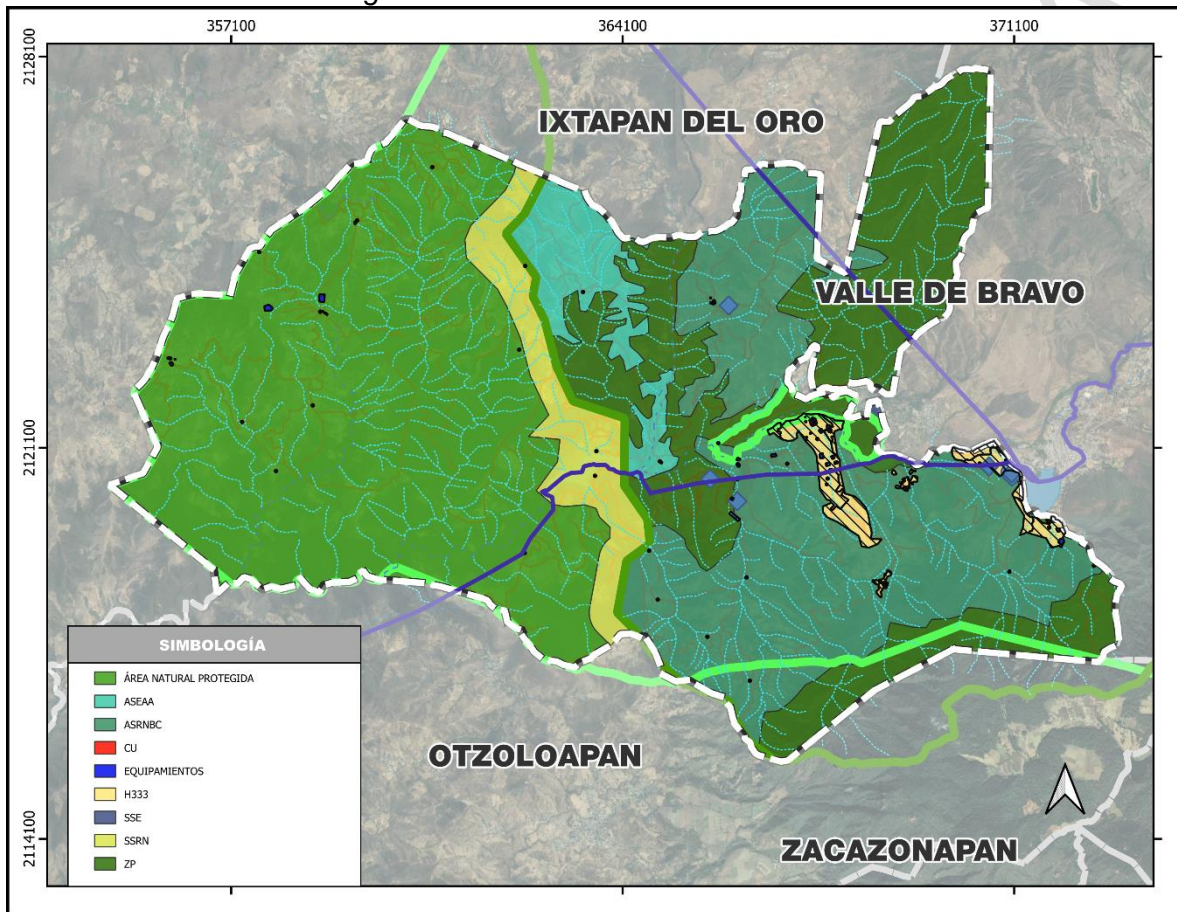 357100
364100
371100
2128100
IXTAPAN DEL ORO
VALLE DE BRAVO
2121100
OTZOLOAPAN
ZACAZONAPAN
2114100
SIMBOLOGÍA
ÁREA NATURAL PROTEGIDA
ASEAA
ASRNBC
CU
EQUIPAMIENTOS
H333
SSE
SSRN
ZP